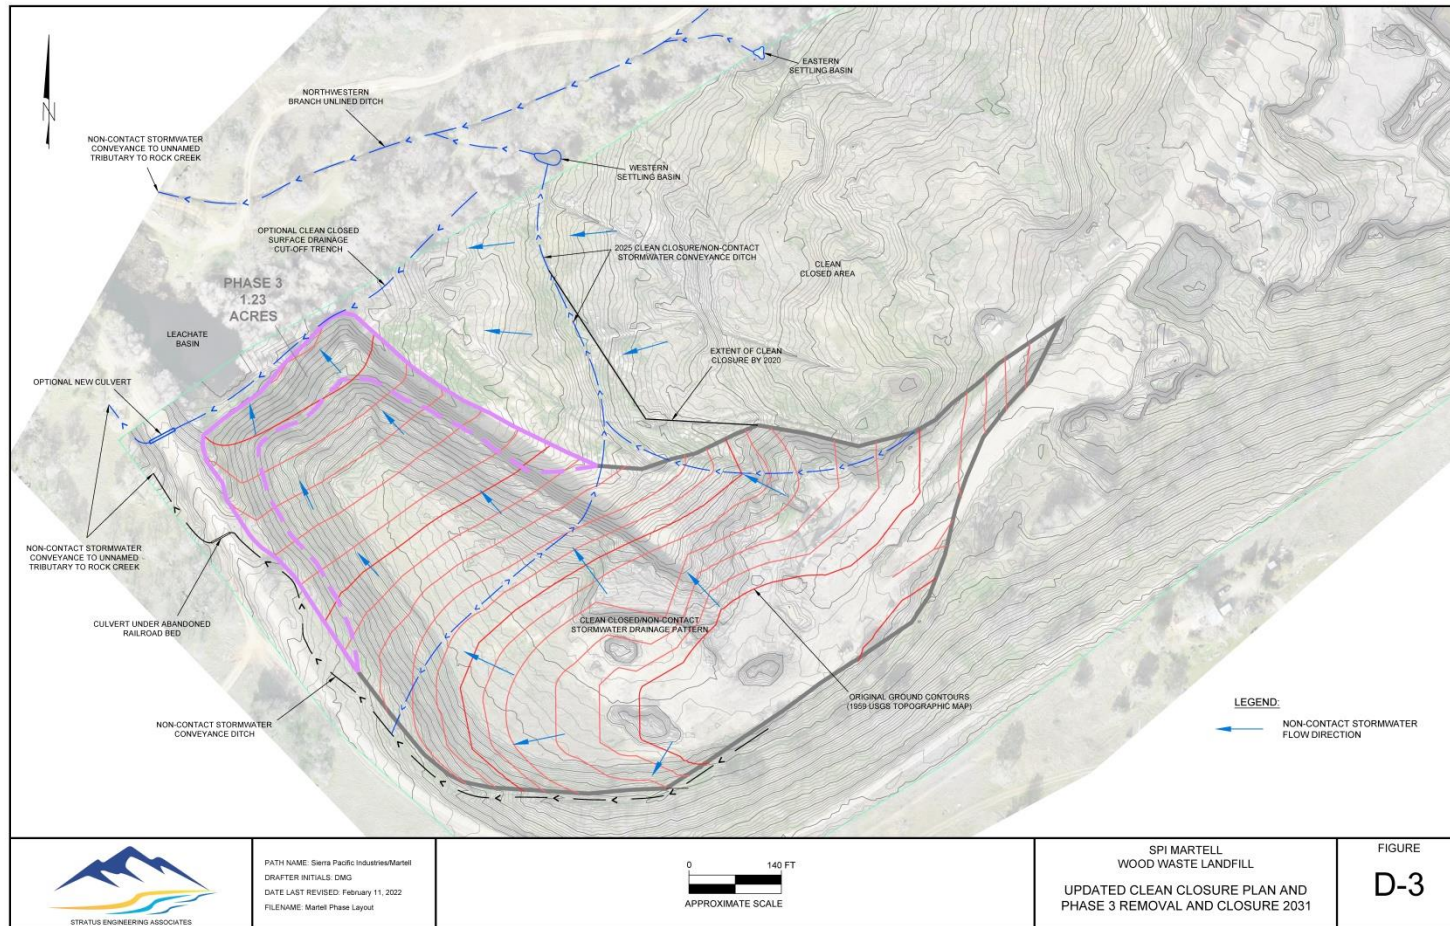 EASTERN
SETTLING BASIN
NORTHWESTERN
BRANCH UNLINED DITCH
N
NON-CONTACT STORMWATER
CONVEYANCE TO UNNAMED
TRIBUTARY TO ROCK CREEK
WESTERN
SETTLING BASIN
OPTIONAL CLEAN CLOSED
SURFACE DRAINAGE
CUT-OFF TRENCH
2025 CLEAN CLOSURE/NON-CONTACT
STORMWATER CONVEYANCE DITCH
CLEAN
CLOSED AREA
PHASE 3
1.23
ACRES
LEACHATE
BASIN
EXTENT OF CLEAN
CLOSURE BY 2020
OPTIONAL NEW CULVERT
NON-CONTACT STORMWATER
CONVEYANCE TO UNNAMED
TRIBUTARY TO ROCK CREEK
CULVERT UNDER ABANDONED
RAILROAD BED
CLEAN CLOSED/NON-CONTACT
STORMWATER DRAINAGE PATTERN
ORIGINAL GROUND CONTOURS
(1959 USGS TOPOGRAPHIC MAP)
NON-CONTACT STORMWATER
CONVEYANCE DITCH
LEGEND:
NON-CONTACT STORMWATER
FLOW DIRECTION
STRATUS ENGINEERING ASSOCIATES
PATH NAME: Sierra Pacific Industries/Martell
DRAFTER INITIALS: DMG
DATE LAST REVISED: February 11, 2022
FILENAME: Martell Phase Layout
0 140 FT
APPROXIMATE SCALE
SPI MARTELL
WOOD WASTE LANDFILL
UPDATED CLEAN CLOSURE PLAN AND
PHASE 3 REMOVAL AND CLOSURE 2031
FIGURE
D-3